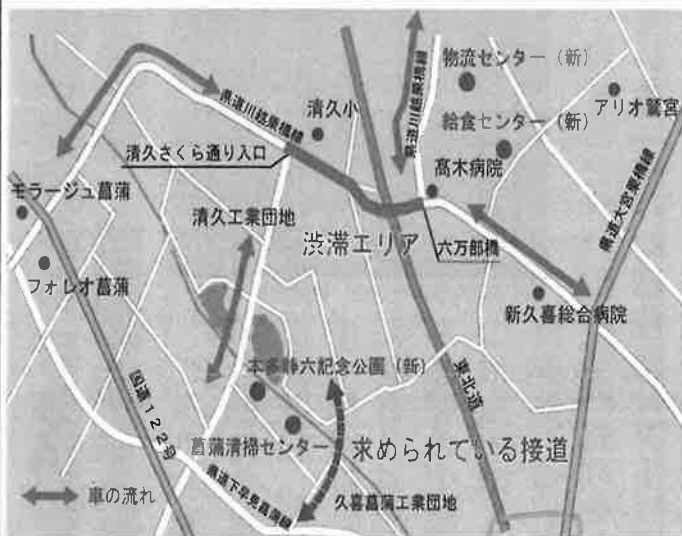 物流センター（新）
県道川越栗橋線
県道川越栗橋線
清久小
アリオ鷲宮
給食センター（新）
清久さくら通り入口
髙木病院
モラージュ菖蒲
清久工業団地
渋滞エリア
六万部橋
県道大宮栗橋線
フォレオ菖蒲
新久喜総合病院
本多静六記念公園（新）
東北道
国道122号
菖蒲清掃センター
求められている接道
県道下早見菖蒲線
車の流れ
久喜菖蒲工業団地